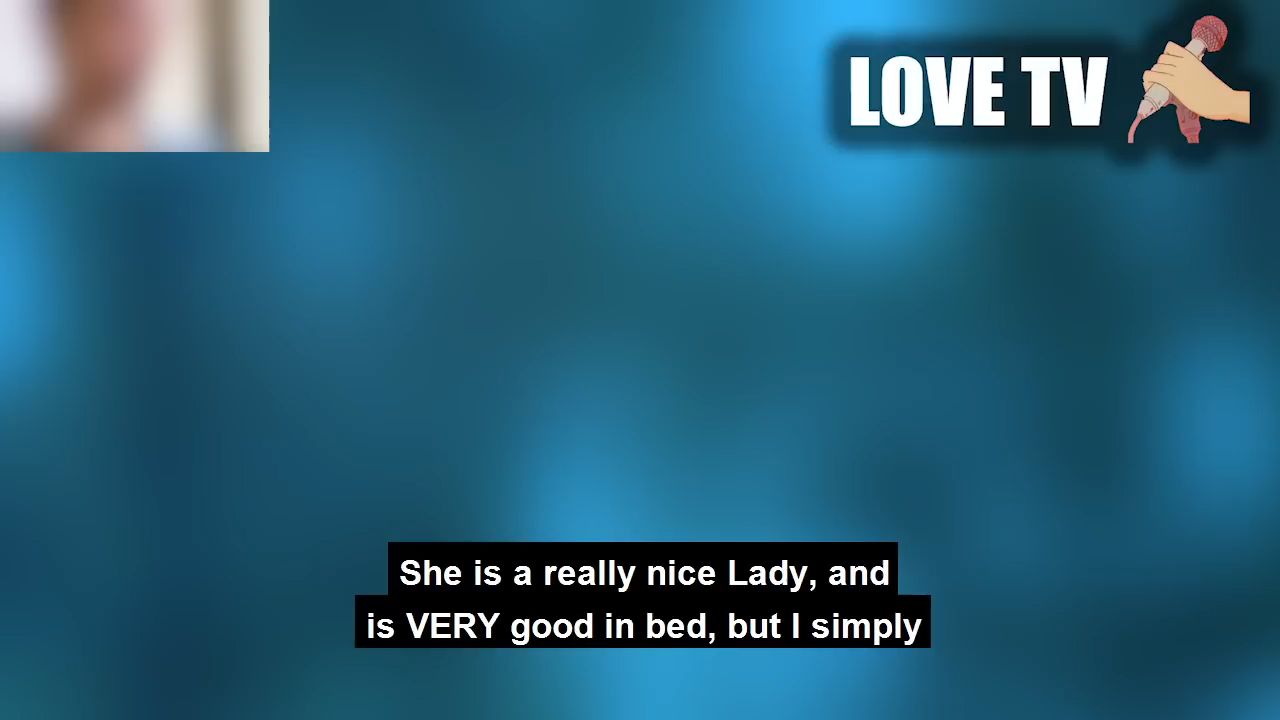 LOVE TV
She is a really nice Lady, and
is VERY good in bed, but I simply